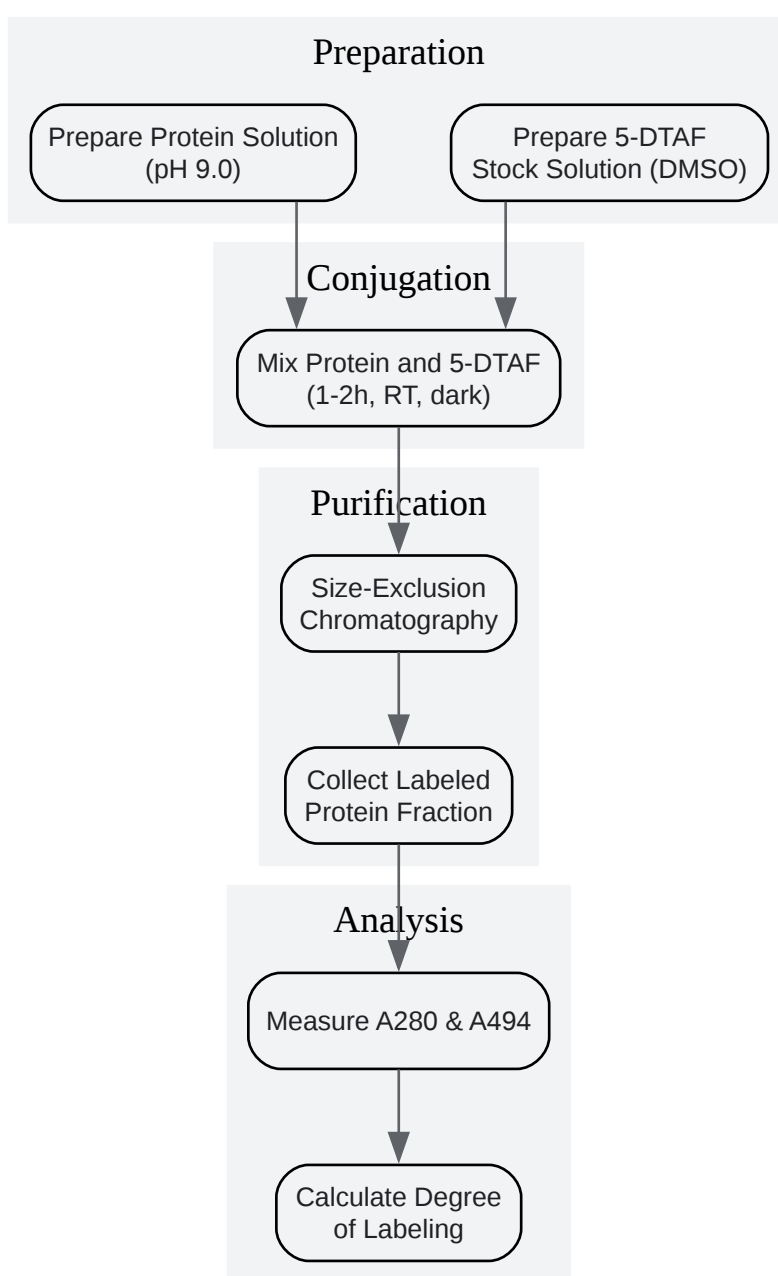 Preparation
Prepare Protein Solution
(pH 9.0)
Prepare 5-DTAF
Stock Solution (DMSO)
Conjugation
Mix Protein and 5-DTAF
(1-2h, RT, dark)
Purification
Size-Exclusion
Chromatography
Collect Labeled
Protein Fraction
Analysis
Measure A280 & A494
Calculate Degree
of Labeling